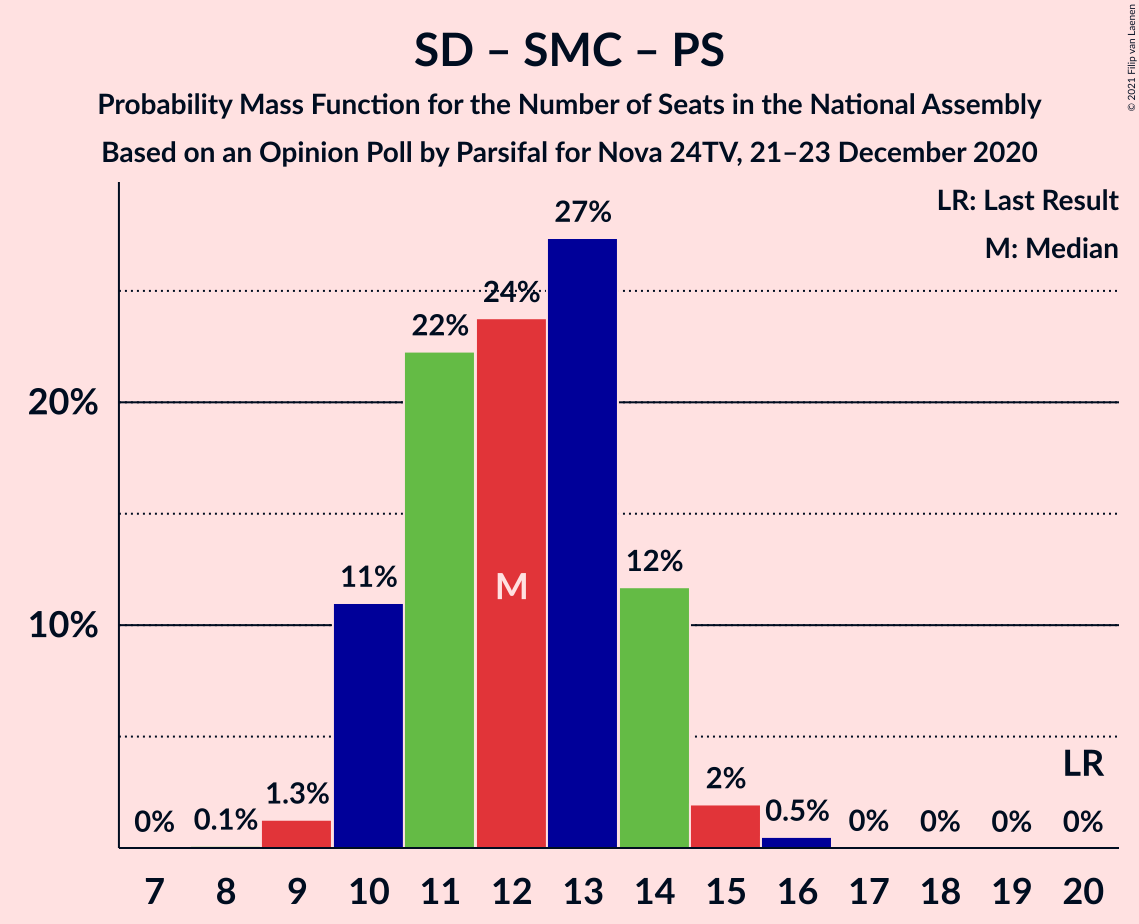 SD – SMC – PS
Probability Mass Function for the Number of Seats in the National Assembly
Based on an Opinion Poll by Parsifal for Nova 24TV, 21–23 December 2020
© 2021 Filip van Laenen
LR: Last Result
M: Median
20%
10%
0%
0.1%
1.3%
11%
22%
24%
27%
12%
2%
0.5%
0%
0%
0%
0%
M
LR
7 8 9 10 11 12 13 14 15 16 17 18 19 20